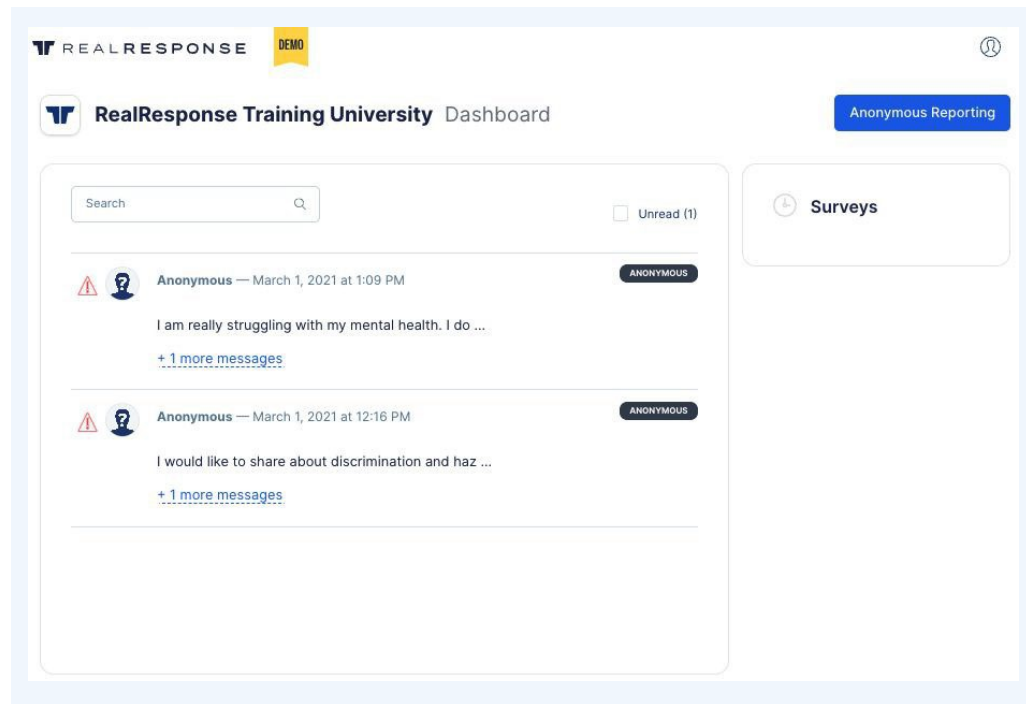 REALRESPONSE DEMO
RealResponse Training University Dashboard
Anonymous Reporting
Search
Unread (1)
Surveys
Anonymous — March 1, 2021 at 1:09 PM
ANONYMOUS
I am really struggling with my mental health. I do ...
+ 1 more messages
Anonymous — March 1, 2021 at 12:16 PM
ANONYMOUS
I would like to share about discrimination and haz ...
+ 1 more messages